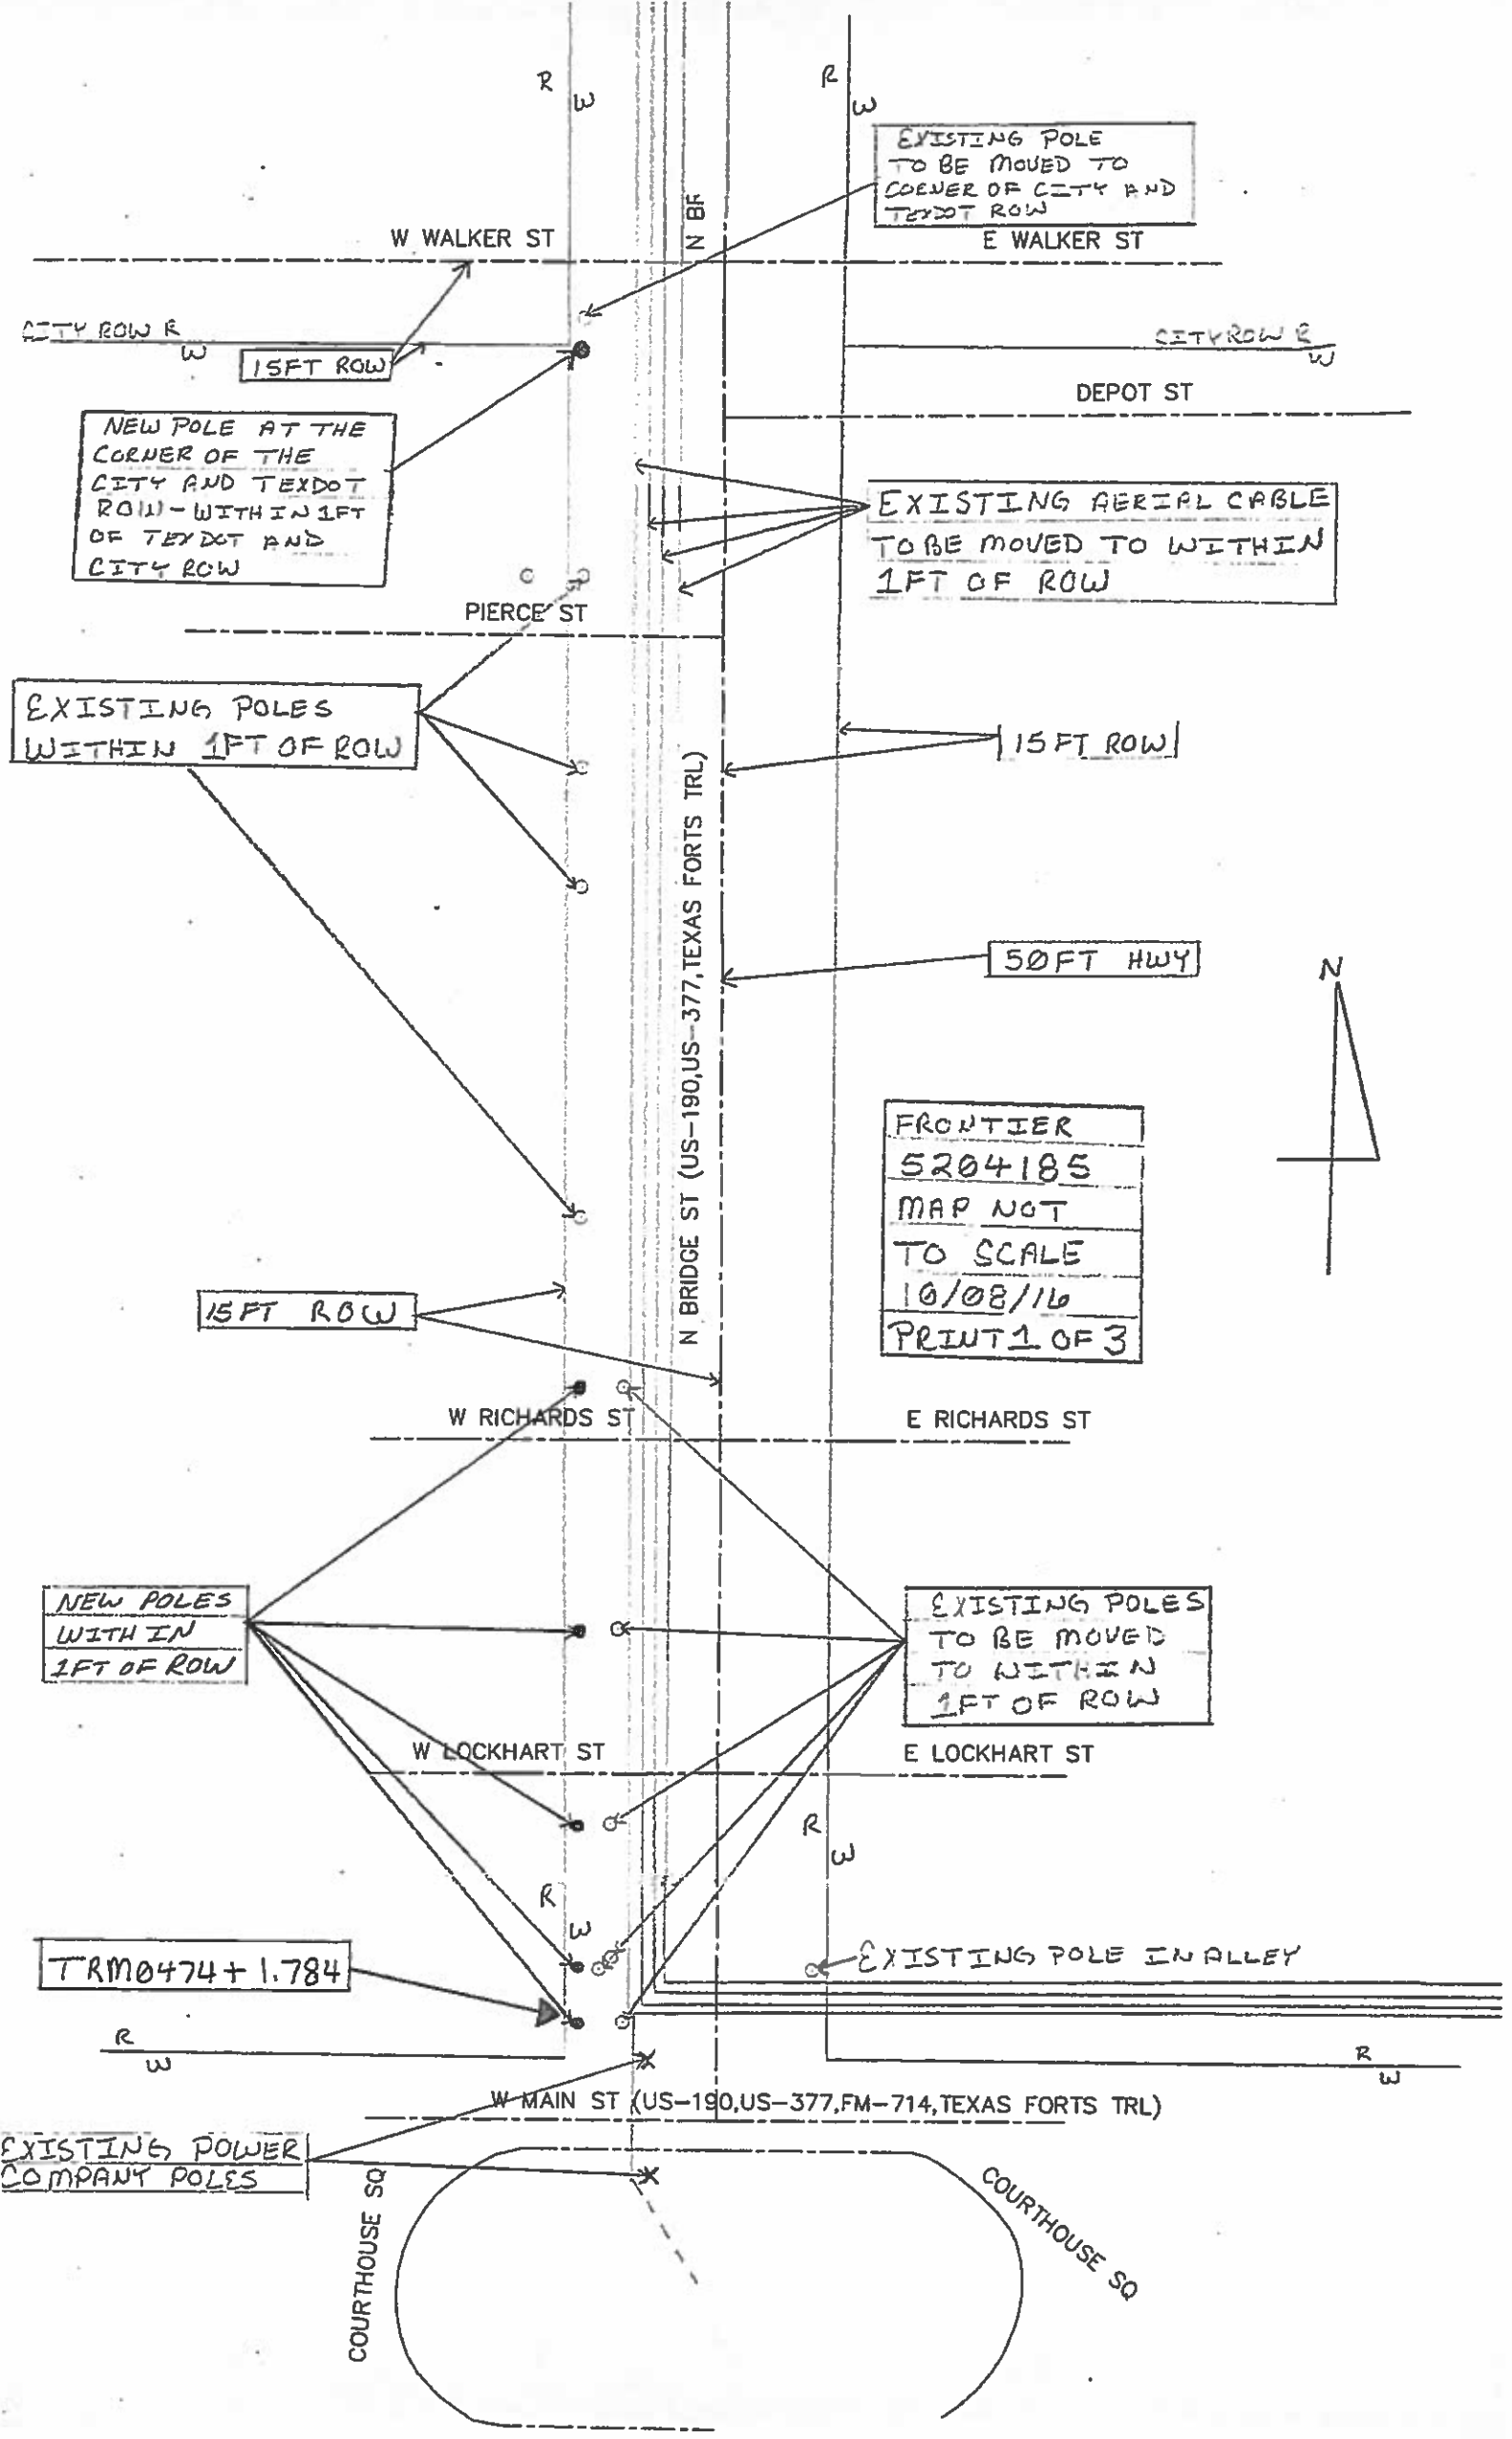 R
W
R
W
EXISTING POLE
TO BE MOVED TO
CORNER OF CITY AND
TEXDOT ROW
N BR
W WALKER ST
E WALKER ST
CITY ROW R
W
15FT ROW
CITY ROW R
W
DEPOT ST
NEW POLE AT THE
CORNER OF THE
CITY AND TEXDOT
ROW - WITHIN 1FT
OF TEXDOT AND
CITY ROW
EXISTING AERIAL CABLE
TO BE MOVED TO WITHIN
1FT OF ROW
PIERCE ST
EXISTING POLES
WITHIN 1FT OF ROW
15 FT ROW
N BRIDGE ST (US-190,US-377,TEXAS FORTS TRL)
50FT HWY
N
FRONTIER
5204185
MAP NOT
TO SCALE
10/08/16
PRINT 1 OF 3
15 FT ROW
W RICHARDS ST
E RICHARDS ST
NEW POLES
WITH IN
1FT OF ROW
EXISTING POLES
TO BE MOVED
TO WITHIN
1FT OF ROW
W LOCKHART ST
E LOCKHART ST
R
W
R
W
TRM0474+1.784
EXISTING POLE IN ALLEY
R
W
R
W
W MAIN ST (US-190,US-377,FM-714,TEXAS FORTS TRL)
EXISTING POWER
COMPANY POLES
COURTHOUSE SQ
COURTHOUSE SQ